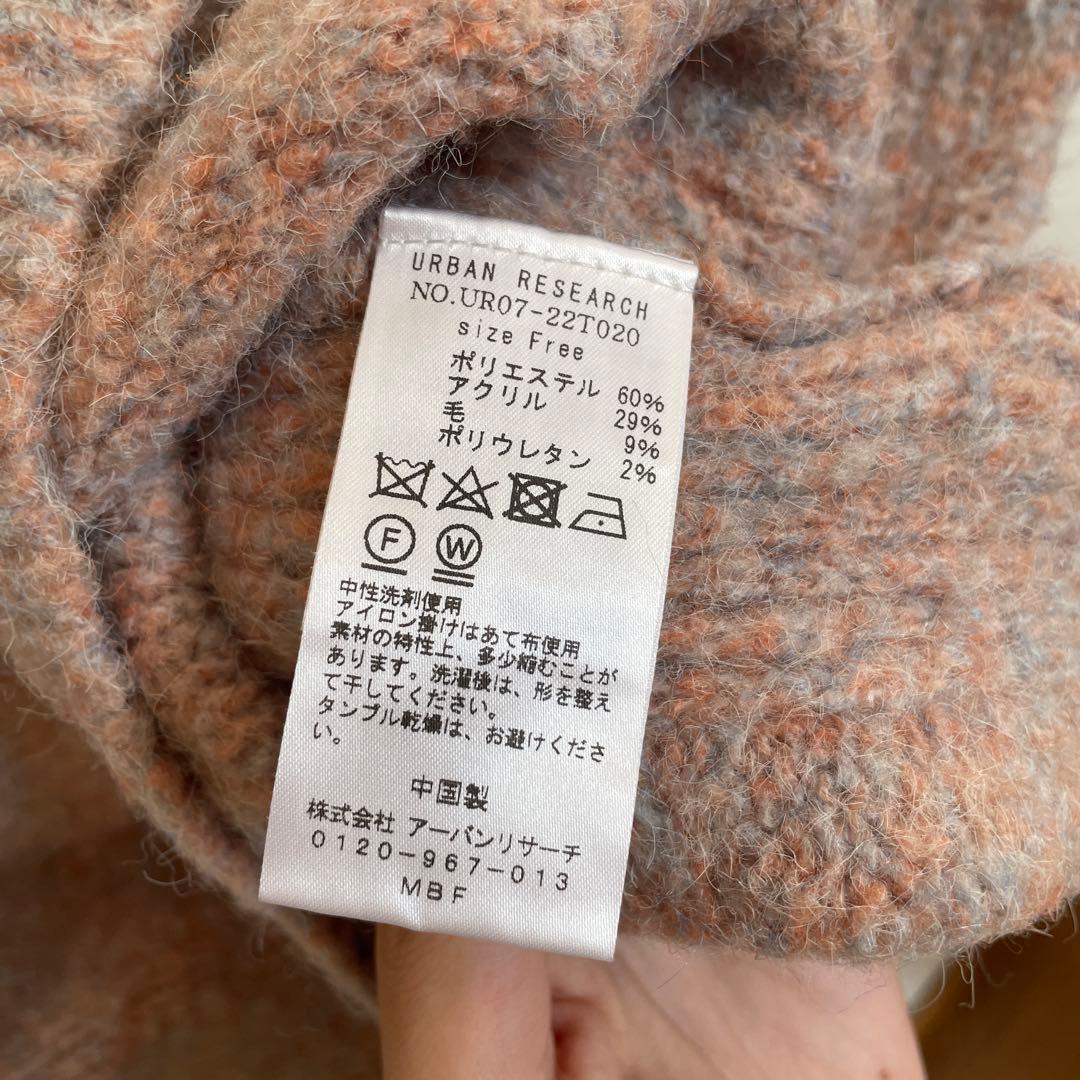 URBAN RESEARCH
NO.UR07-22T020
size Free
ポリエステル 60%
アクリル 29%
毛 9%
ポリウレタン 2%
F W
中性洗剤使用
アイロン掛けはあて布使用
素材の特性上、多少縮むことが
あります。洗濯後は、形を整え
て干してください。
タンブル乾燥は、お避けくださ
い。
中国製
株式会社 アーバンリサーチ
0120-967-013
MBF